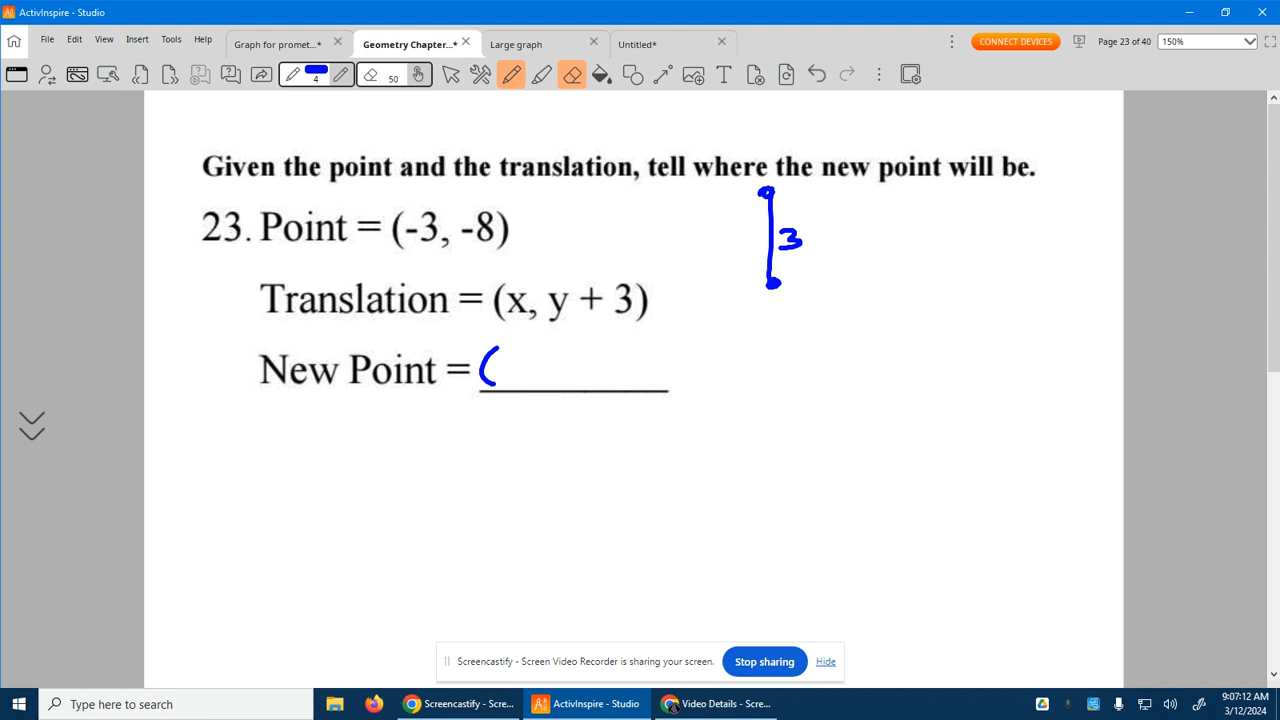 ActivInspire - Studio
File Edit View Insert Tools Help
Graph for plummet...* Geometry Chapter...* Large graph Untitled* CONNECT DEVICES Page 23 of 40 150%
4 50
Given the point and the translation, tell where the new point will be.
23. Point = (-3, -8)
3
Translation = (x, y + 3)
New Point = (__________
Screencastify - Screen Video Recorder is sharing your screen. Stop sharing Hide
Type here to search Screencastify - Scre... ActivInspire - Studio Video Details - Scre...
9:07:12 AM
3/12/2024